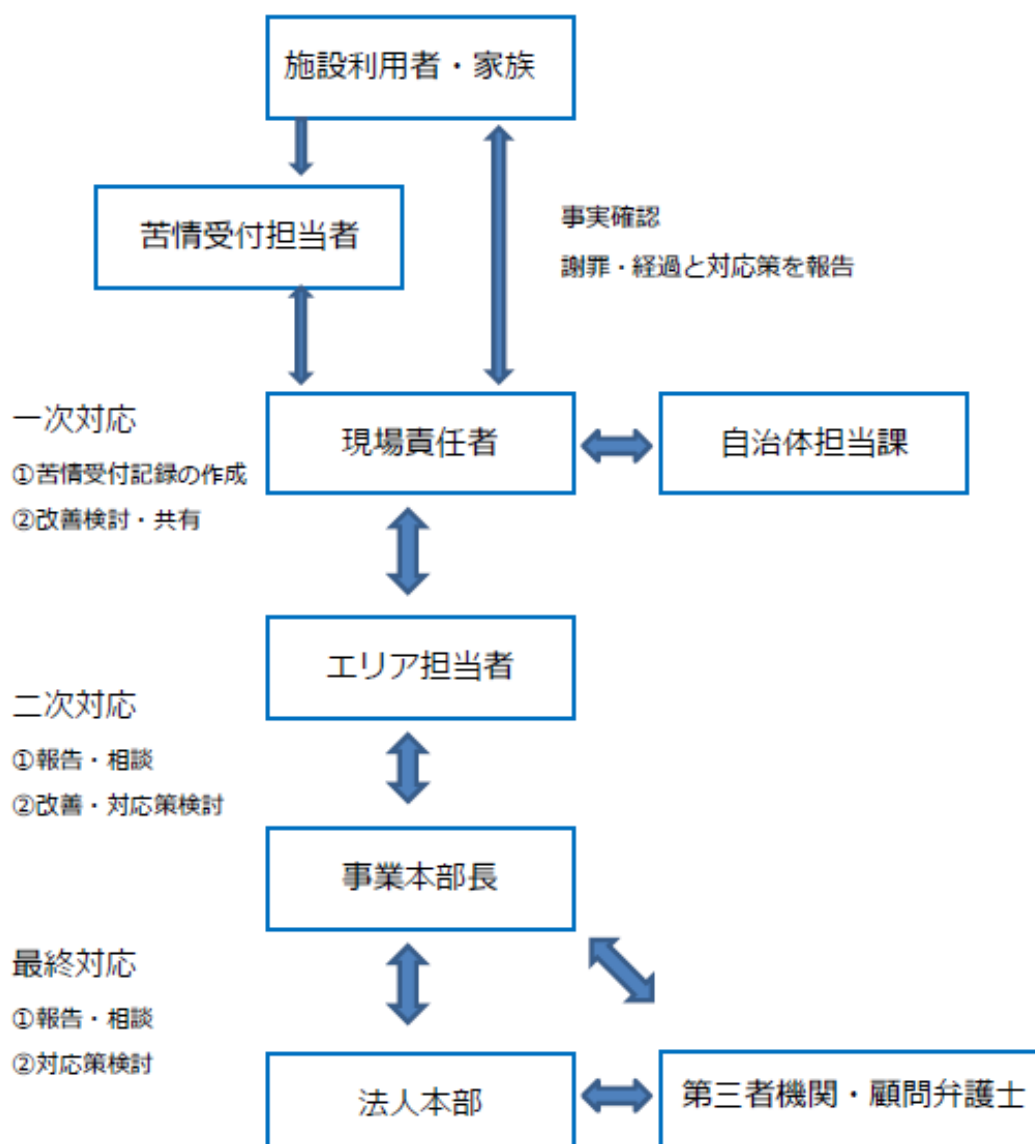 施設利用者・家族
苦情受付担当者
事実確認
謝罪・経過と対応策を報告
一次対応
①苦情受付記録の作成
②改善検討・共有
現場責任者
自治体担当課
エリア担当者
二次対応
①報告・相談
②改善・対応策検討
事業本部長
最終対応
①報告・相談
②対応策検討
法人本部
第三者機関・顧問弁護士